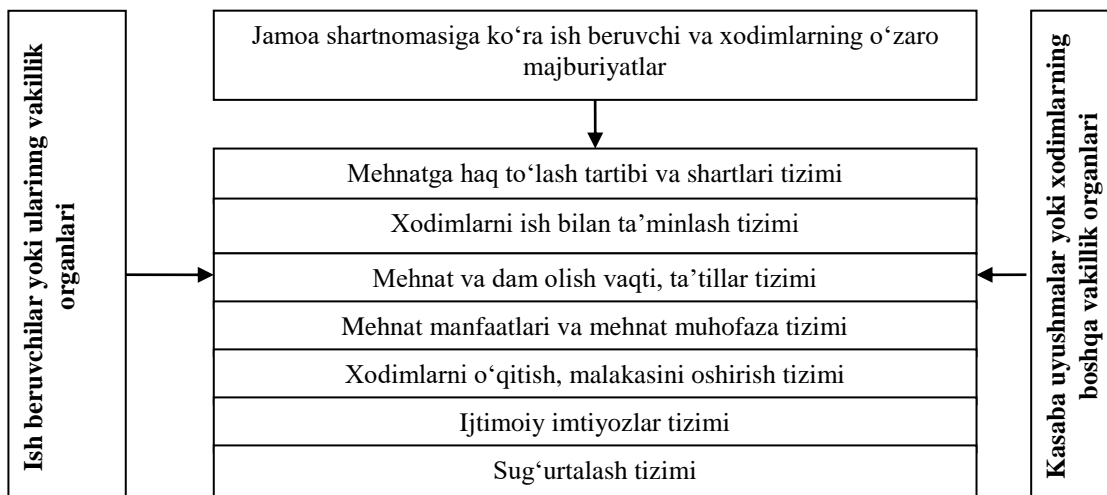 Ish beruvchilar yoki ularimng vakillik
organlari
Jamoa shartnomasiga ko‘ra ish beruvchi va xodimlarning o‘zaro
majburiyatlar
Mehnatga haq to‘lash tartibi va shartlari tizimi
Xodimlarni ish bilan ta’minlash tizimi
Mehnat va dam olish vaqti, ta’tillar tizimi
Mehnat manfaatlari va mehnat muhofaza tizimi
Xodimlarni o‘qitish, malakasini oshirish tizimi
Ijtimoiy imtiyozlar tizimi
Sug‘urtalash tizimi
Kasaba uyushmalar yoki xodimlarning
boshqa vakillik organlari